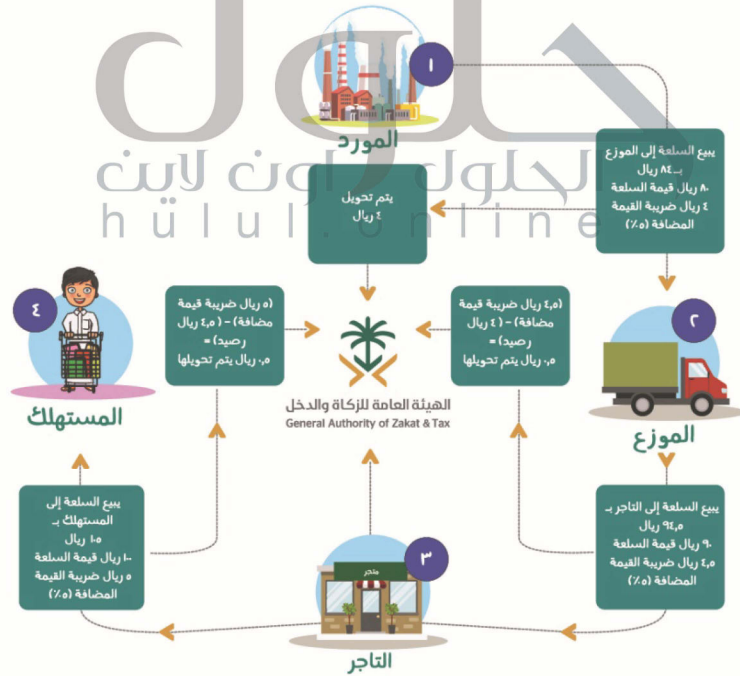 حلول
الحلول اون لاين
hulul.online
١
المورد
يبيع السلعة إلى الموزع
بـ ٨٤ ريال
٨٠ ريال قيمة السلعة
٤ ريال ضريبة القيمة
المضافة (٥٪)
يتم تحويل
٤ ريال
٢
الموزع
(٤,٥ ريال ضريبة قيمة
مضافة) – (٤ ريال
رصيد) =
٠,٥ ريال يتم تحويلها
يبيع السلعة إلى التاجر بـ
٩٤,٥ ريال
٩٠ ريال قيمة السلعة
٤,٥ ريال ضريبة القيمة
المضافة (٥٪)
الهيئة العامة للزكاة والدخل
General Authority of Zakat & Tax
٣
متجر
التاجر
(٥ ريال ضريبة قيمة
مضافة) – (٤,٥ ريال
رصيد) =
٠,٥ ريال يتم تحويلها
يبيع السلعة إلى
المستهلك بـ
١٠٥ ريال
١٠٠ ريال قيمة السلعة
٥ ريال ضريبة القيمة
المضافة (٥٪)
٤
المستهلك